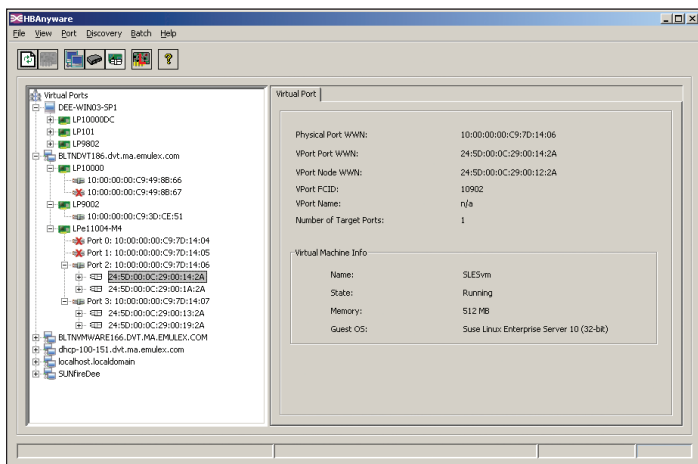 HBAnyware
File View Port Discovery Batch Help
Virtual Ports
DEE-WIN03-SP1
LP10000DC
LP101
LP9802
BLTNDVT186.dvt.ma.emulex.com
LP10000
10:00:00:00:C9:49:8B:66
10:00:00:00:C9:49:8B:67
LP9002
10:00:00:00:C9:3D:CE:51
LPe11004-M4
Port 0: 10:00:00:00:C9:7D:14:04
Port 1: 10:00:00:00:C9:7D:14:05
Port 2: 10:00:00:00:C9:7D:14:06
24:5D:00:0C:29:00:14:2A
24:5D:00:0C:29:00:1A:2A
Port 3: 10:00:00:00:C9:7D:14:07
24:5D:00:0C:29:00:13:2A
24:5D:00:0C:29:00:19:2A
BLTNVMWARE166.DVT.MA.EMULEX.COM
dhcp-100-151.dvt.ma.emulex.com
localhost.localdomain
SUNfireDee
Virtual Port
Physical Port WWN: 10:00:00:00:C9:7D:14:06
VPort Port WWN: 24:5D:00:0C:29:00:14:2A
VPort Node WWN: 24:5D:00:0C:29:00:12:2A
VPort FCID: 10902
VPort Name: n/a
Number of Target Ports: 1
Virtual Machine Info
Name: SLESvm
State: Running
Memory: 512 MB
Guest OS: Suse Linux Enterprise Server 10 (32-bit)